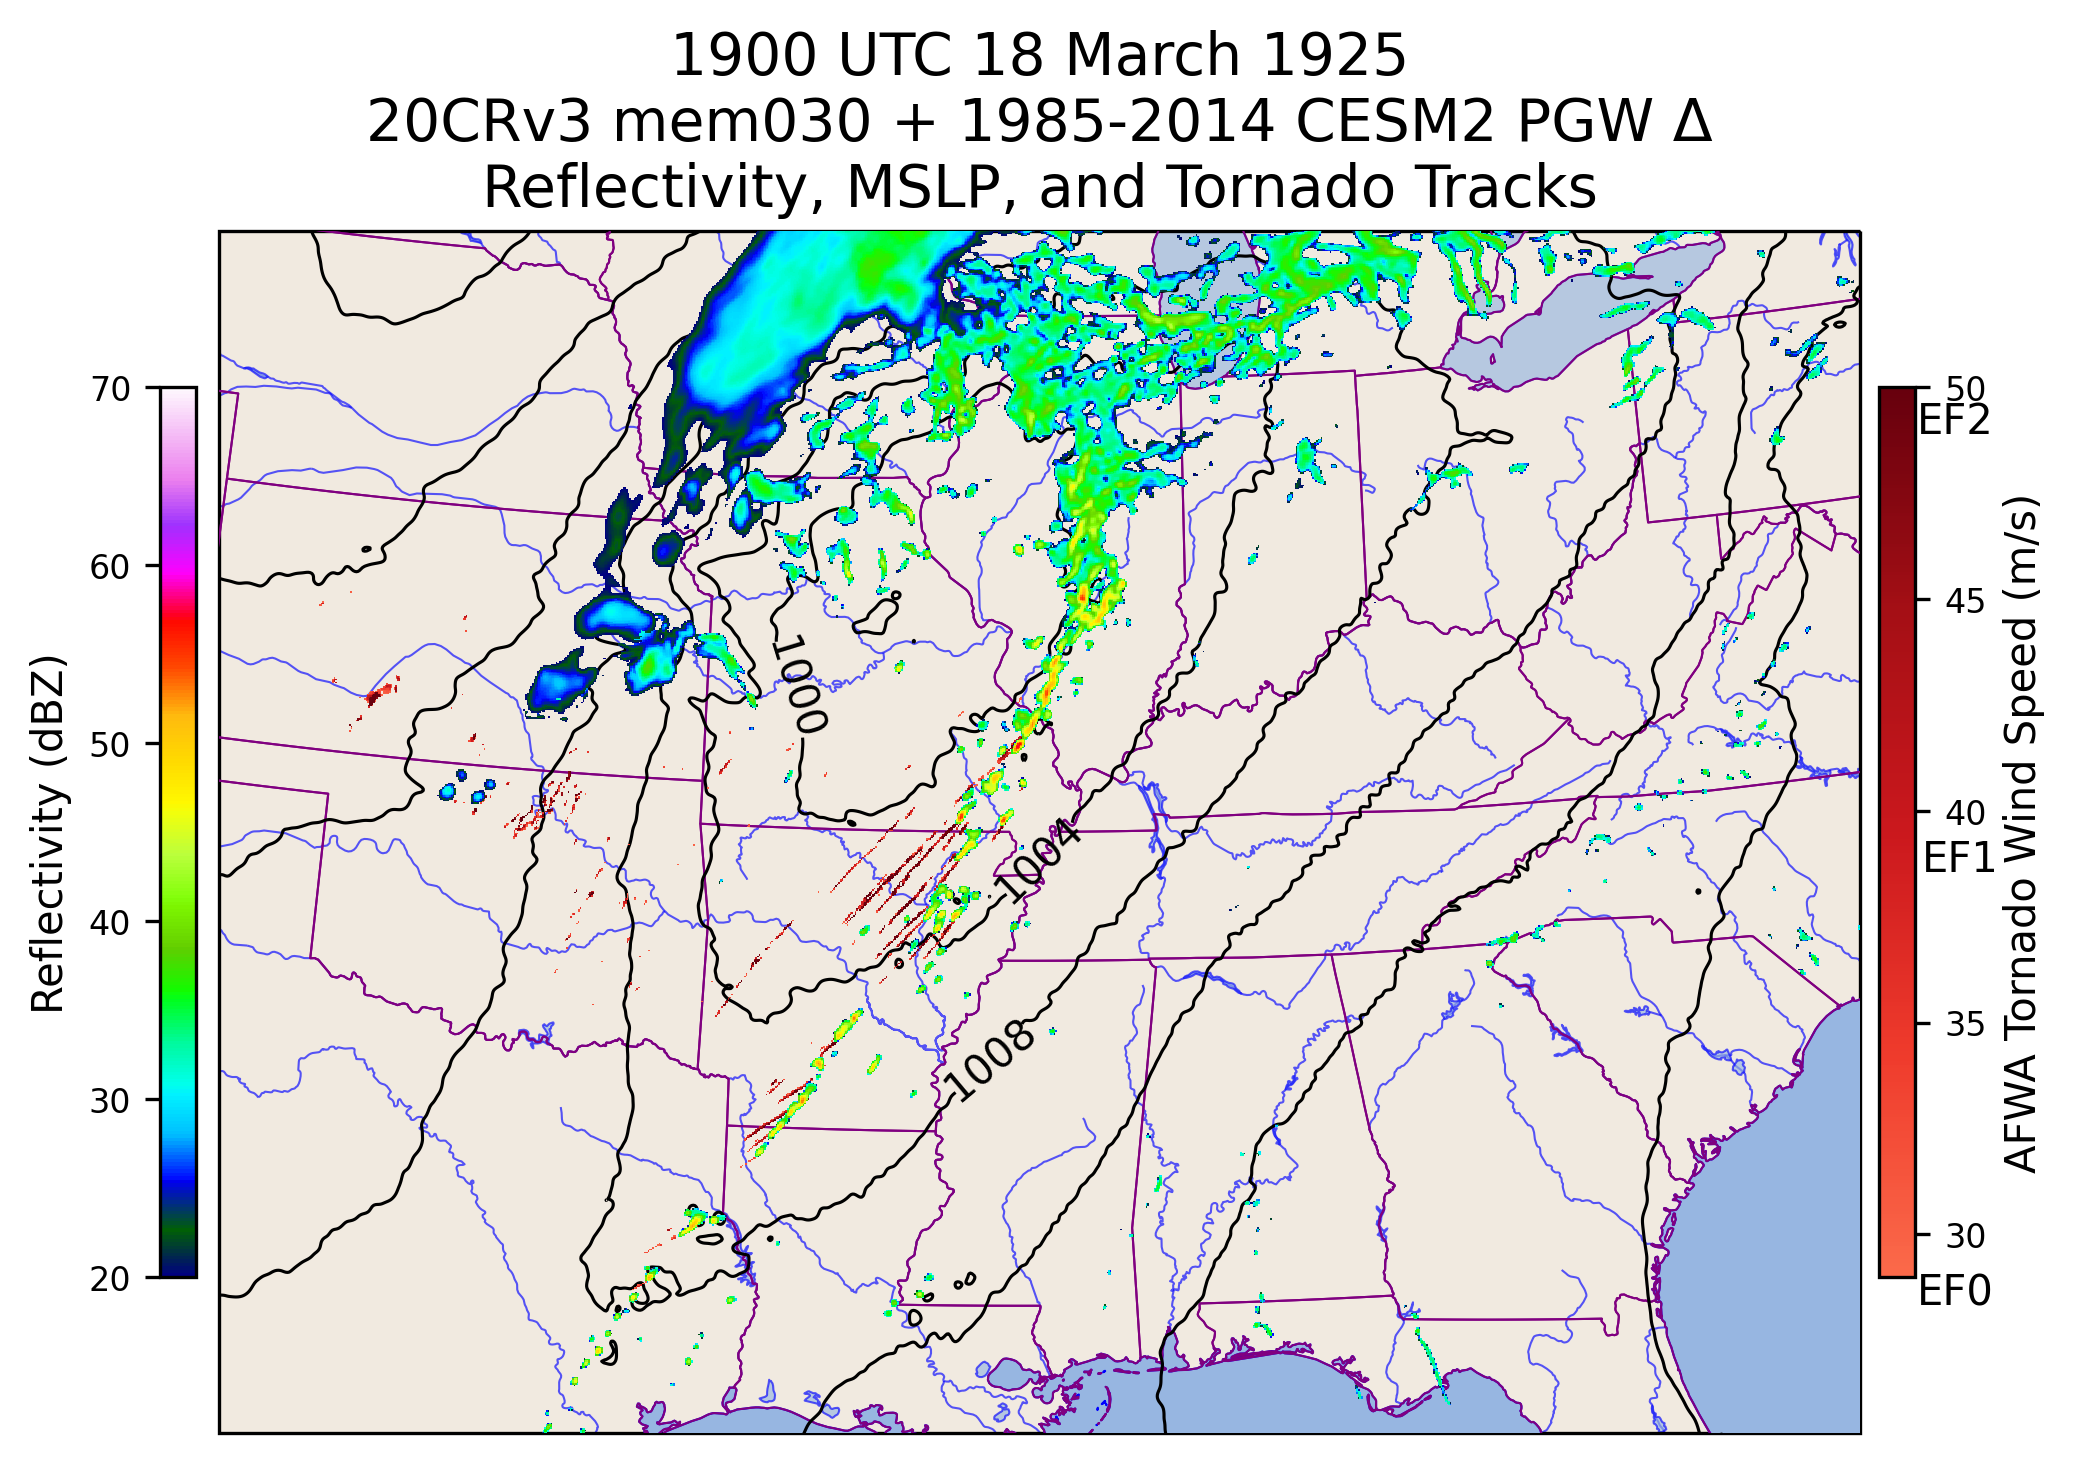 1900 UTC 18 March 1925
20CRv3 mem030 + 1985-2014 CESM2 PGW Δ
Reflectivity, MSLP, and Tornado Tracks
Reflectivity (dBZ)
70
60
50
40
30
20
1000
1004
1008
50
EF2
45
40
EF1
35
30
EF0
AFWA Tornado Wind Speed (m/s)